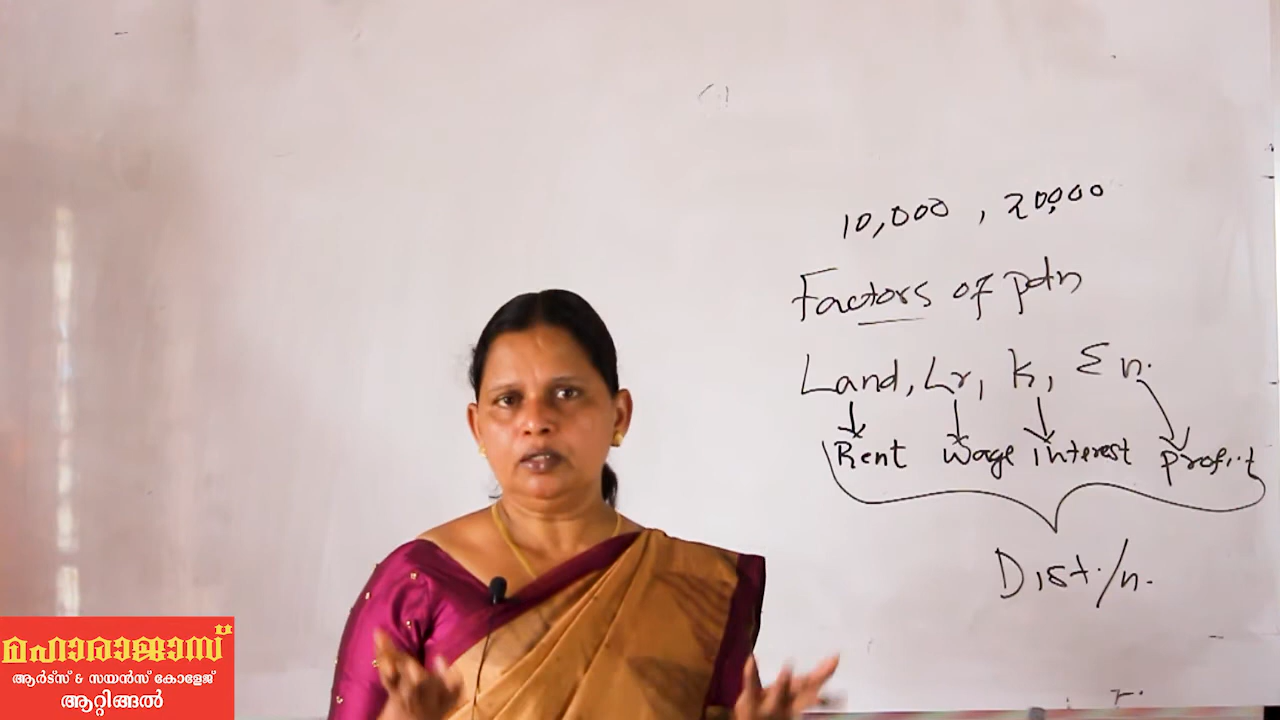 10,000 , 20,000
Factors of pdn
Land, Lr, K, En.
Rent Wage interest profit
Dist./n.
മഹാരാജാസ്
ആർട്സ് & സയൻസ് കോളേജ്
ആറ്റിങ്ങൽ